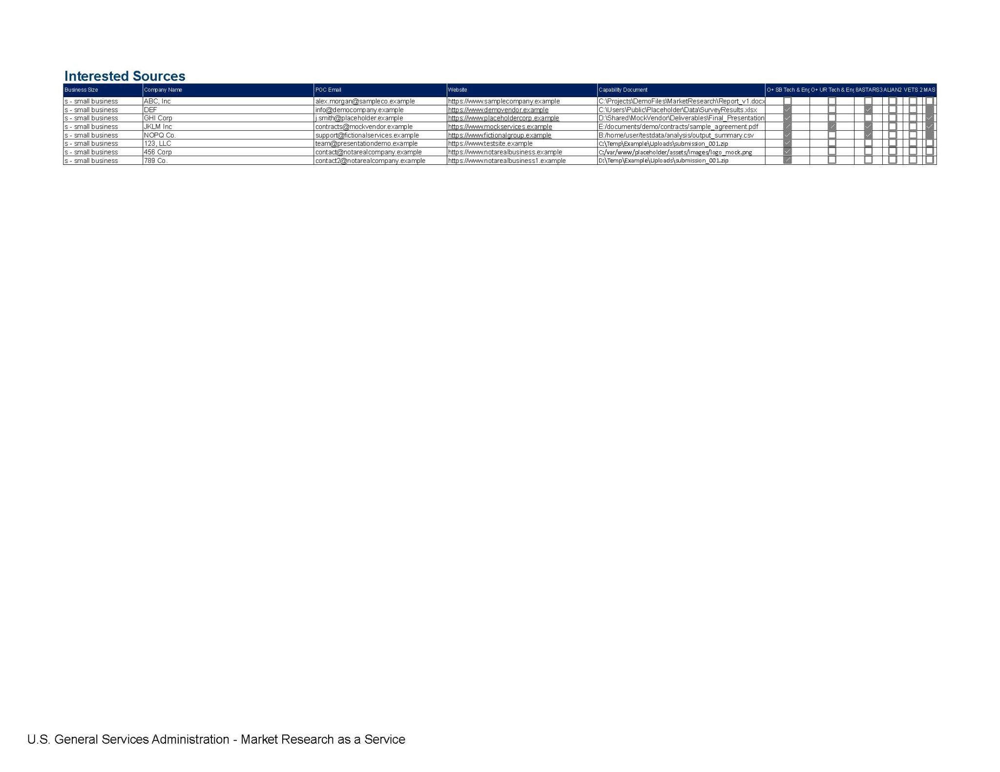 Interested Sources
Business Size Company Name POC Email Website Capability Document O+ SB Tech & Eng O+ UR Tech & Eng 8ASTARS3 ALIAN2 VETS 2 MAS
s - small business ABC, Inc alex.morgan@sampleco.example https://www.samplecompany.example C:\Projects\DemoFiles\MarketResearch\Report_v1.docx
s - small business DEF info@democompany.example https://www.demovendor.example C:\Users\Public\Placeholder\Data\SurveyResults.xlsx
s - small business GHI Corp j.smith@placeholder.example https://www.placeholdercorp.example D:\Shared\MockVendor\Deliverables\Final_Presentation
s - small business JKLM Inc contracts@mockvendor.example https://www.mockservices.example E:/documents/demo/contracts/sample_agreement.pdf
s - small business NOPQ Co. support@fictionalservices.example https://www.fictionalgroup.example B:/home/user/testdata/analysis/output_summary.csv
s - small business 123, LLC team@presentationdemo.example https://www.testsite.example C:\Temp\Example\Uploads\submission_001.zip
s - small business 456 Corp contact@notarealcompany.example https://www.notarealbusiness.example C:/var/www/placeholder/assets/images/logo_mock.png
s - small business 789 Co. contact2@notarealcompany.example https://www.notarealbusiness1.example D:\Temp\Example\Uploads\submission_001.zip
U.S. General Services Administration - Market Research as a Service